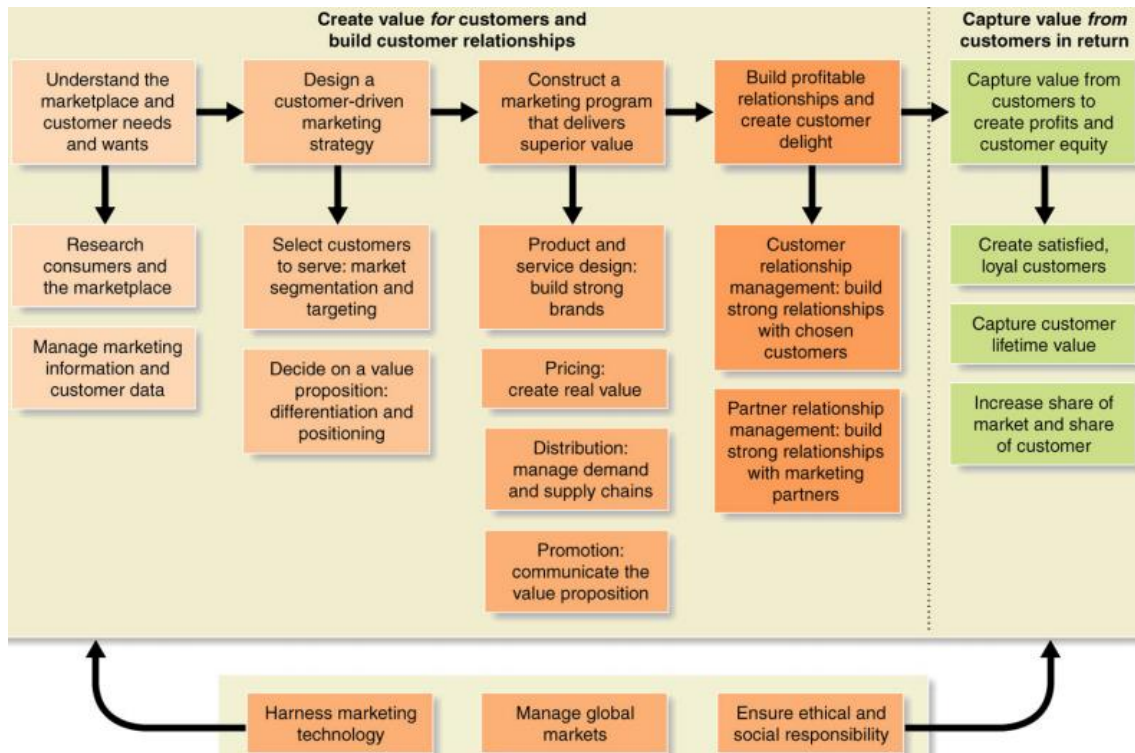 Create value for customers and
build customer relationships
Capture value from
customers in return
Understand the
marketplace and
customer needs
and wants
Design a
customer-driven
marketing
strategy
Construct a
marketing program
that delivers
superior value
Build profitable
relationships and
create customer
delight
Capture value from
customers to
create profits and
customer equity
Research
consumers and
the marketplace
Manage marketing
information and
customer data
Select customers
to serve: market
segmentation and
targeting
Decide on a value
proposition:
differentiation and
positioning
Product and
service design:
build strong
brands
Pricing:
create real value
Distribution:
manage demand
and supply chains
Promotion:
communicate the
value proposition
Customer
relationship
management: build
strong relationships
with chosen
customers
Partner relationship
management: build
strong relationships
with marketing
partners
Create satisfied,
loyal customers
Capture customer
lifetime value
Increase share of
market and share
of customer
Harness marketing
technology
Manage global
markets
Ensure ethical and
social responsibility